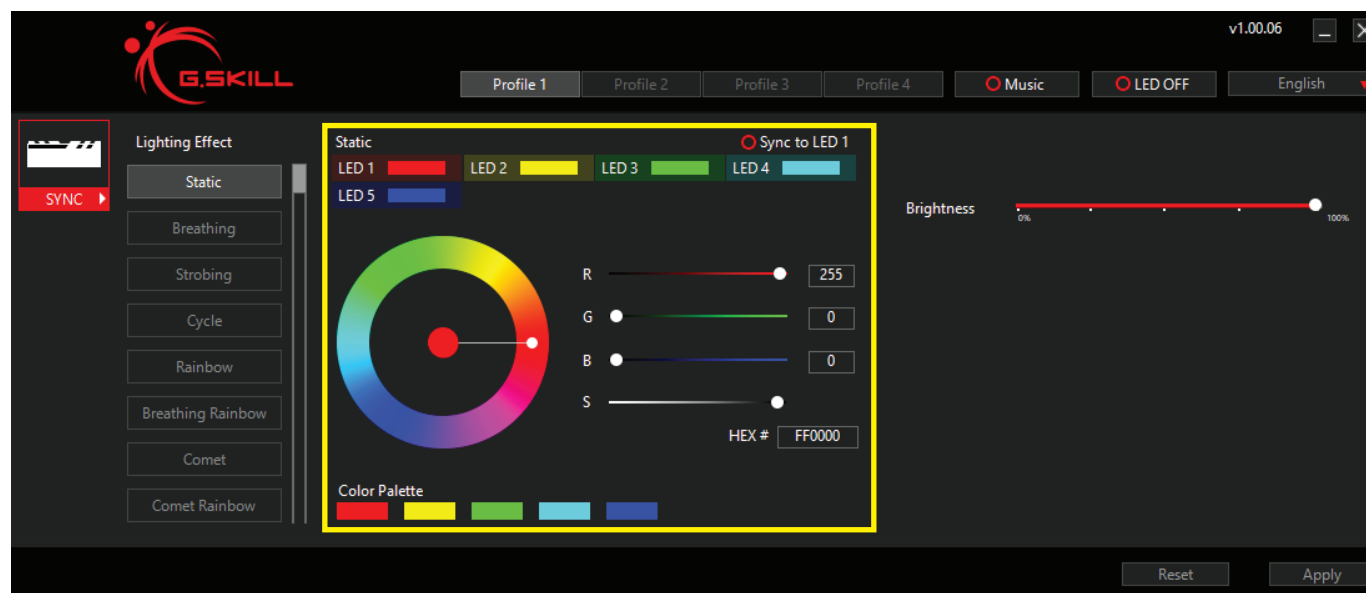 v1.00.06
G.SKILL
Profile 1 Profile 2 Profile 3 Profile 4 Music LED OFF English
Lighting Effect
Static
Breathing
Strobing
Cycle
Rainbow
Breathing Rainbow
Comet
Comet Rainbow
SYNC
Static Sync to LED 1
LED 1 LED 2 LED 3 LED 4
LED 5
R 255
G 0
B 0
S
HEX # FF0000
Color Palette
Brightness
0% 100%
Reset Apply